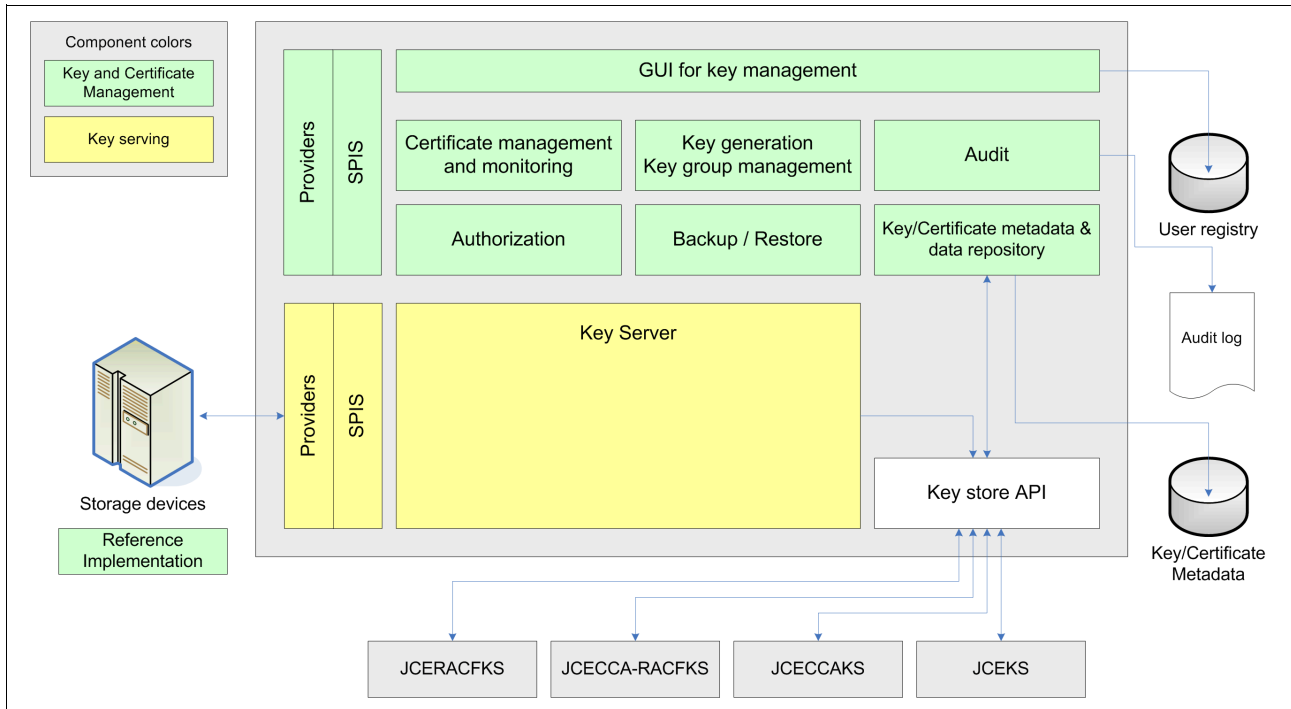 Component colors
Key and Certificate
Management
Key serving
Providers
SPIS
GUI for key management
Certificate management
and monitoring
Key generation
Key group management
Audit
Authorization
Backup / Restore
Key/Certificate metadata &
data repository
User registry
Audit log
Providers
SPIS
Key Server
Key store API
Storage devices
Reference
Implementation
Key/Certificate
Metadata
JCERACFKS
JCECCA-RACFKS
JCECCAKS
JCEKS